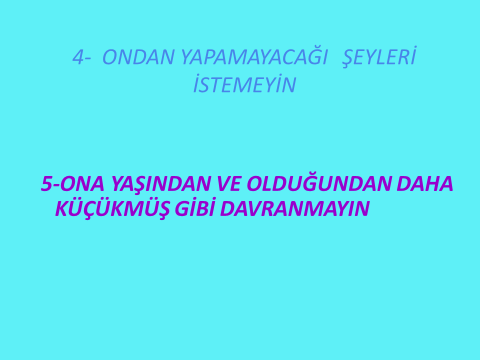 4-  ONDAN YAPAMAYACAĞI   ŞEYLERİ
İSTEMEYİN
5-ONA YAŞINDAN VE OLDUĞUNDAN DAHA
KÜÇÜKMÜŞ GİBİ DAVRANMAYIN